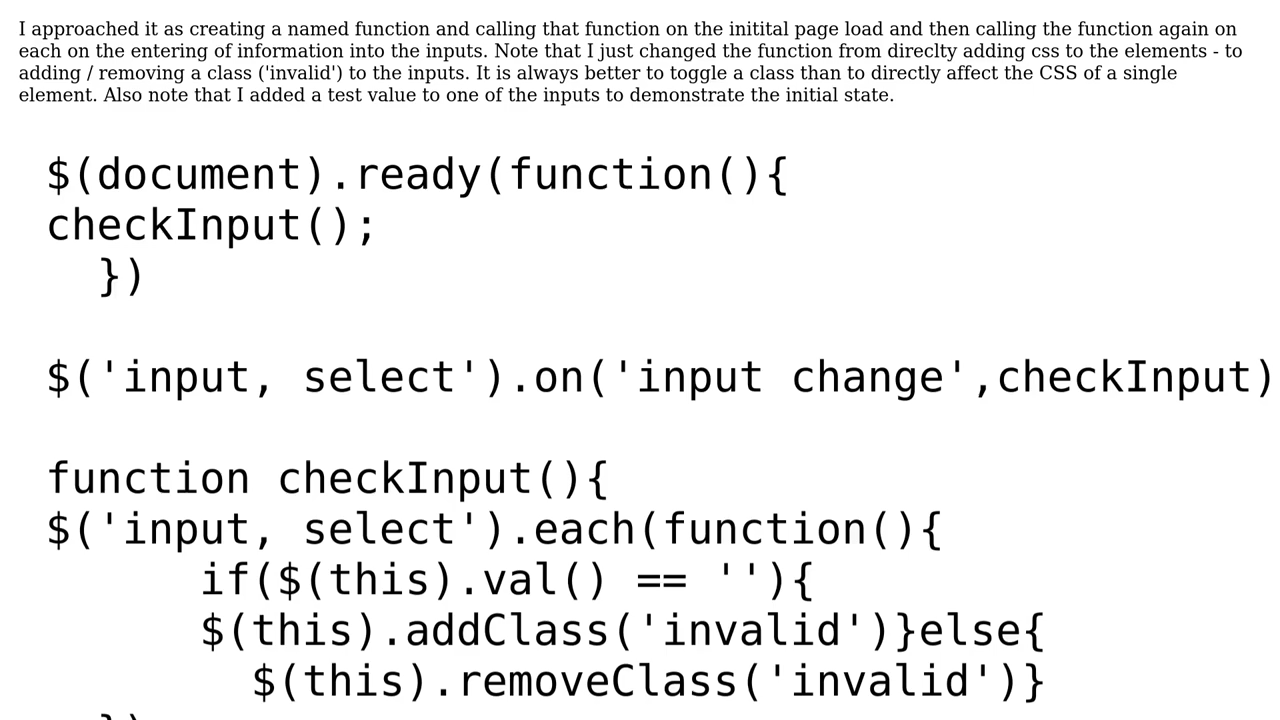 I approached it as creating a named function and calling that function on the initital page load and then calling the function again on
each on the entering of information into the inputs. Note that I just changed the function from direclty adding css to the elements - to
adding / removing a class ('invalid') to the inputs. It is always better to toggle a class than to directly affect the CSS of a single
element. Also note that I added a test value to one of the inputs to demonstrate the initial state.
$(document).ready(function(){
checkInput();
})
$('input, select').on('input change',checkInput)
function checkInput(){
$('input, select').each(function(){
if($(this).val() == ''){
$(this).addClass('invalid')}else{
$(this).removeClass('invalid')}